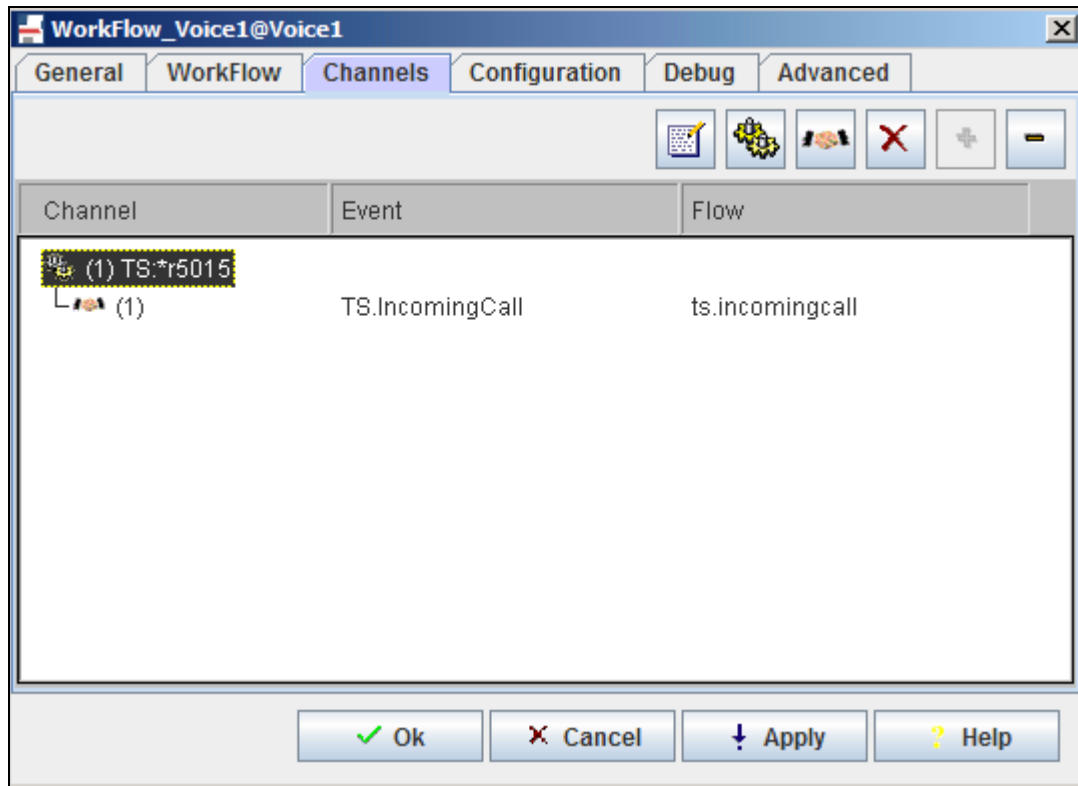 WorkFlow_Voice1@Voice1
General WorkFlow Channels Configuration Debug Advanced
Channel Event Flow
(1) TS:*r5015
(1) TS.IncomingCall ts.incomingcall
Ok Cancel Apply ? Help